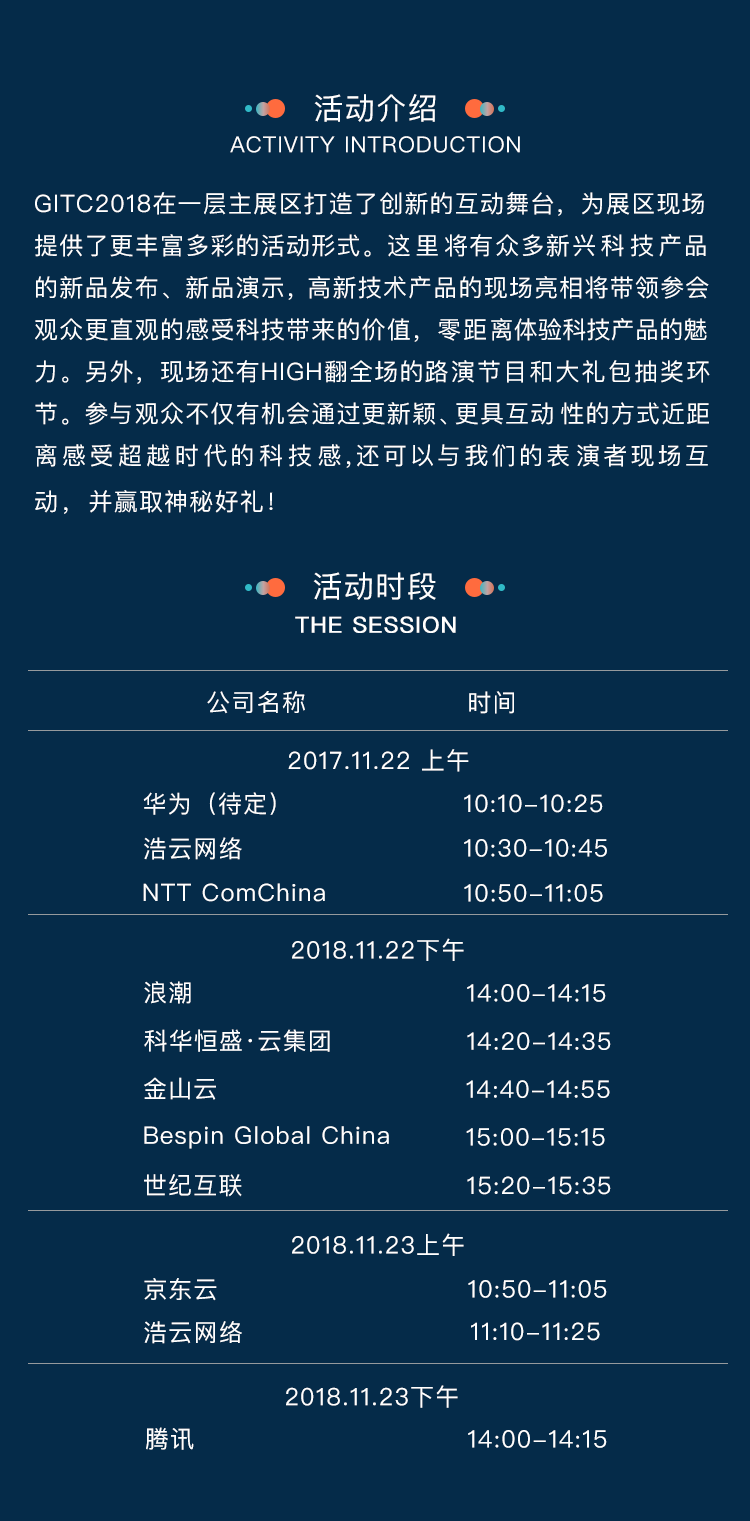 活动介绍
ACTIVITY INTRODUCTION
GITC2018在一层主展区打造了创新的互动舞台，为展区现场
提供了更丰富多彩的活动形式。这里将有众多新兴科技产品
的新品发布、新品演示，高新技术产品的现场亮相将带领参会
观众更直观的感受科技带来的价值，零距离体验科技产品的魅
力。另外，现场还有HIGH翻全场的路演节目和大礼包抽奖环
节。参与观众不仅有机会通过更新颖、更具互动性的方式近距
离感受超越时代的科技感,还可以与我们的表演者现场互
动，并赢取神秘好礼！
活动时段
THE SESSION
公司名称 时间
2017.11.22 上午
华为（待定） 10:10–10:25
浩云网络 10:30–10:45
NTT ComChina 10:50–11:05
2018.11.22下午
浪潮 14:00–14:15
科华恒盛·云集团 14:20–14:35
金山云 14:40–14:55
Bespin Global China 15:00–15:15
世纪互联 15:20–15:35
2018.11.23上午
京东云 10:50–11:05
浩云网络 11:10–11:25
2018.11.23下午
腾讯 14:00–14:15